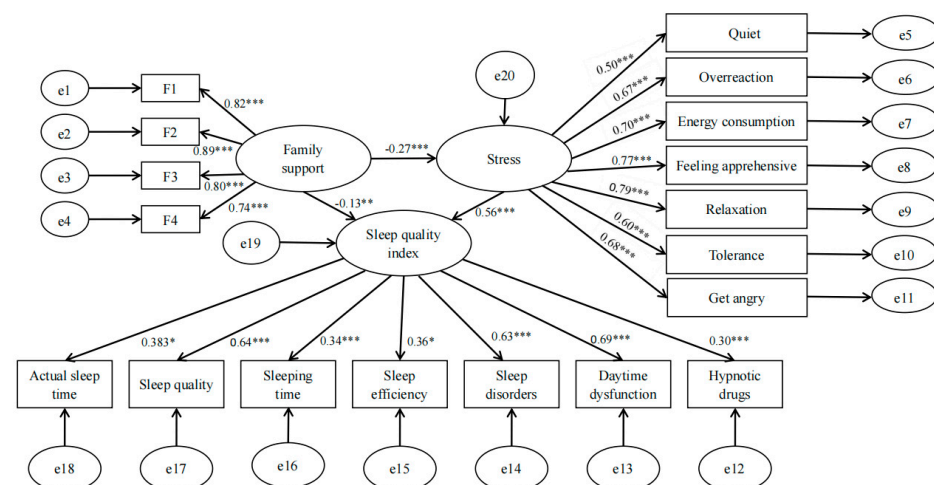 Quiet
e5
0.50***
e20
Overreaction
e6
e1
F1
0.67***
0.82***
Energy consumption
e7
0.70***
e2
F2
0.89***
Family
support
-0.27***
Stress
Feeling apprehensive
e8
0.77***
e3
F3
0.80***
Relaxation
e9
0.79***
e4
F4
0.74***
-0.13**
0.56***
0.60***
e19
Sleep quality
index
Tolerance
e10
0.68***
Get angry
e11
0.383*
0.64***
0.34***
0.36*
0.63***
0.69***
0.30***
Actual sleep
time
Sleep quality
Sleeping
time
Sleep
efficiency
Sleep
disorders
Daytime
dysfunction
Hypnotic
drugs
e18
e17
e16
e15
e14
e13
e12